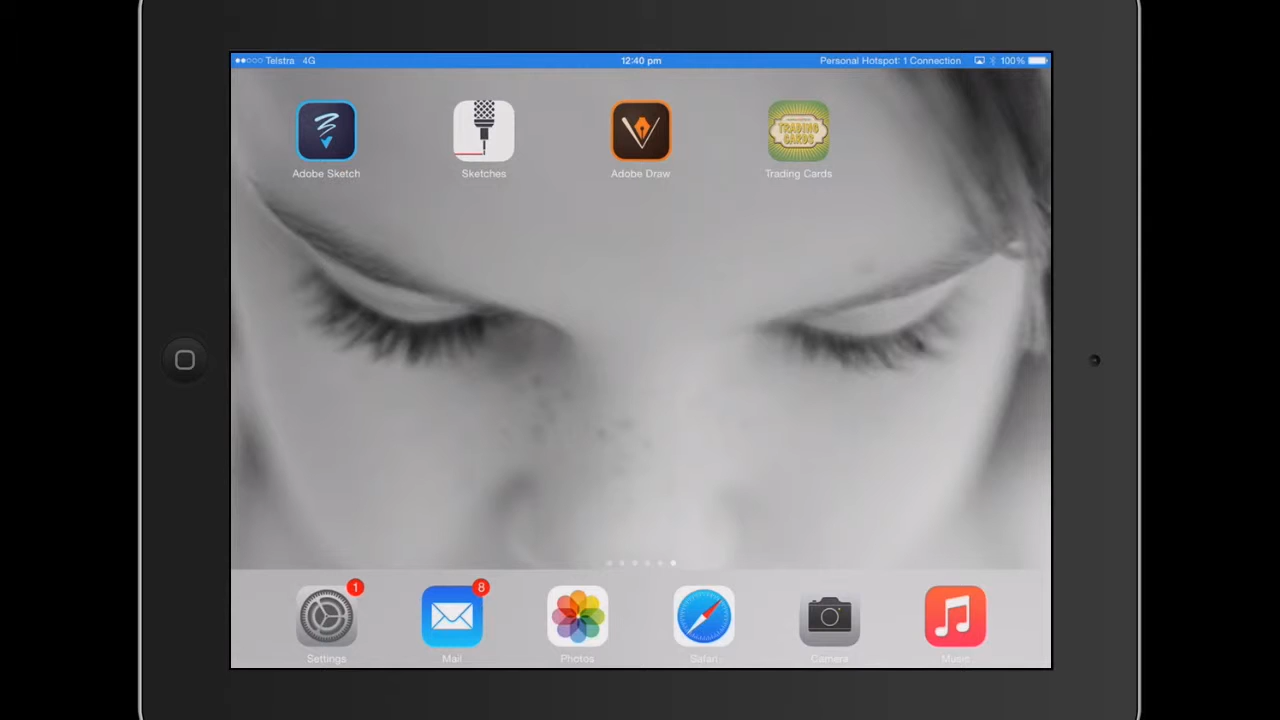 Telstra 4G 12:40 pm Personal Hotspot: 1 Connection 100%
TRADING
CARDS
Adobe Sketch Sketches Adobe Draw Trading Cards
1 8
Settings Mail Photos Safari Camera Music